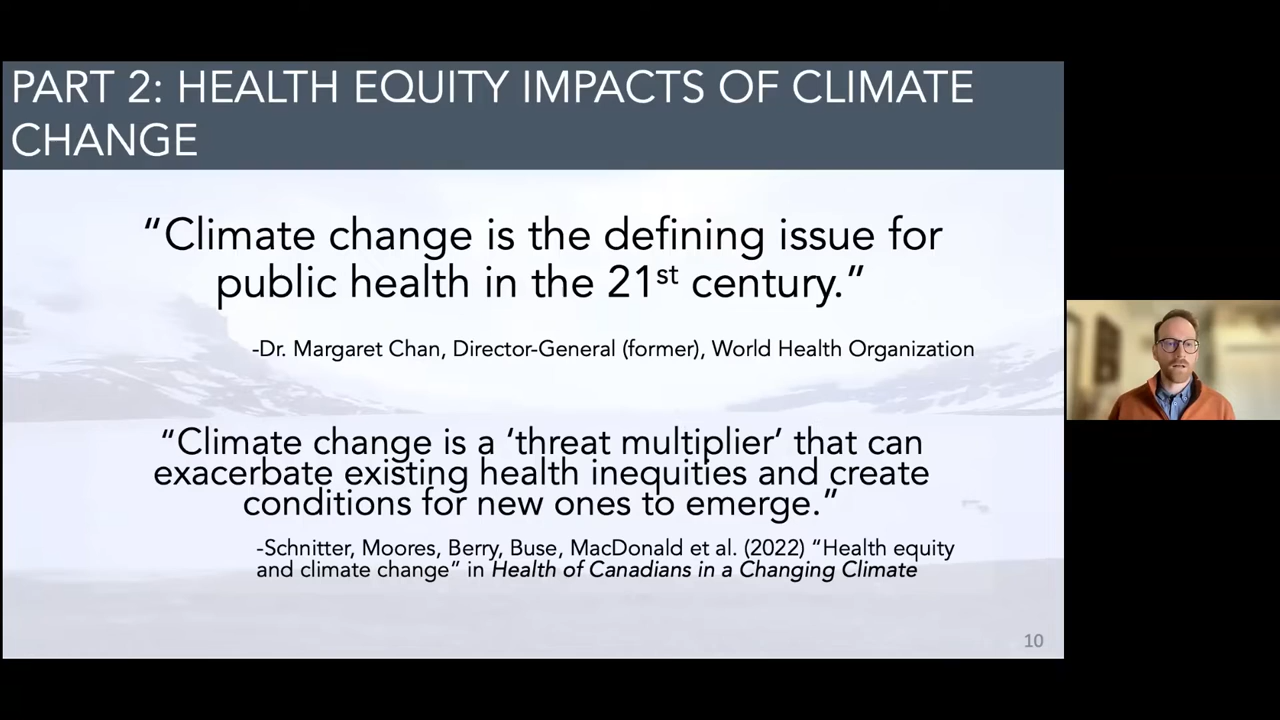 PART 2: HEALTH EQUITY IMPACTS OF CLIMATE
CHANGE
“Climate change is the defining issue for
public health in the 21st century.”
-Dr. Margaret Chan, Director-General (former), World Health Organization
“Climate change is a ‘threat multiplier’ that can
exacerbate existing health inequities and create
conditions for new ones to emerge.”
-Schnitter, Moores, Berry, Buse, MacDonald et al. (2022) “Health equity
and climate change” in Health of Canadians in a Changing Climate
10